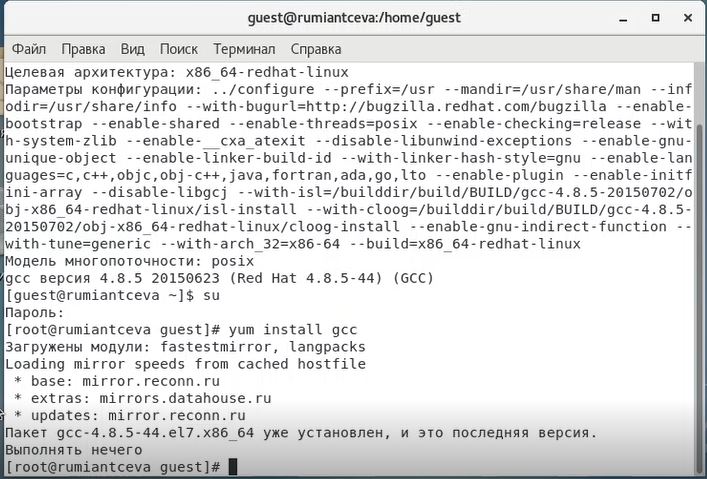 guest@rumiantceva:/home/guest
Файл Правка Вид Поиск Терминал Справка
Целевая архитектура: x86_64-redhat-linux
Параметры конфигурации: ../configure --prefix=/usr --mandir=/usr/share/man --inf
odir=/usr/share/info --with-bugurl=http://bugzilla.redhat.com/bugzilla --enable-
bootstrap --enable-shared --enable-threads=posix --enable-checking=release --wit
h-system-zlib --enable-__cxa_atexit --disable-libunwind-exceptions --enable-gnu-
unique-object --enable-linker-build-id --with-linker-hash-style=gnu --enable-lan
guages=c,c++,objc,obj-c++,java,fortran,ada,go,lto --enable-plugin --enable-initf
ini-array --disable-libgcj --with-isl=/builddir/build/BUILD/gcc-4.8.5-20150702/o
bj-x86_64-redhat-linux/isl-install --with-cloog=/builddir/build/BUILD/gcc-4.8.5-
20150702/obj-x86_64-redhat-linux/cloog-install --enable-gnu-indirect-function --
with-tune=generic --with-arch_32=x86-64 --build=x86_64-redhat-linux
Модель многопоточности: posix
gcc версия 4.8.5 20150623 (Red Hat 4.8.5-44) (GCC)
[guest@rumiantceva ~]$ su
Пароль:
[root@rumiantceva guest]# yum install gcc
Загружены модули: fastestmirror, langpacks
Loading mirror speeds from cached hostfile
* base: mirror.reconn.ru
* extras: mirrors.datahouse.ru
* updates: mirror.reconn.ru
Пакет gcc-4.8.5-44.el7.x86_64 уже установлен, и это последняя версия.
Выполнять нечего
[root@rumiantceva guest]#